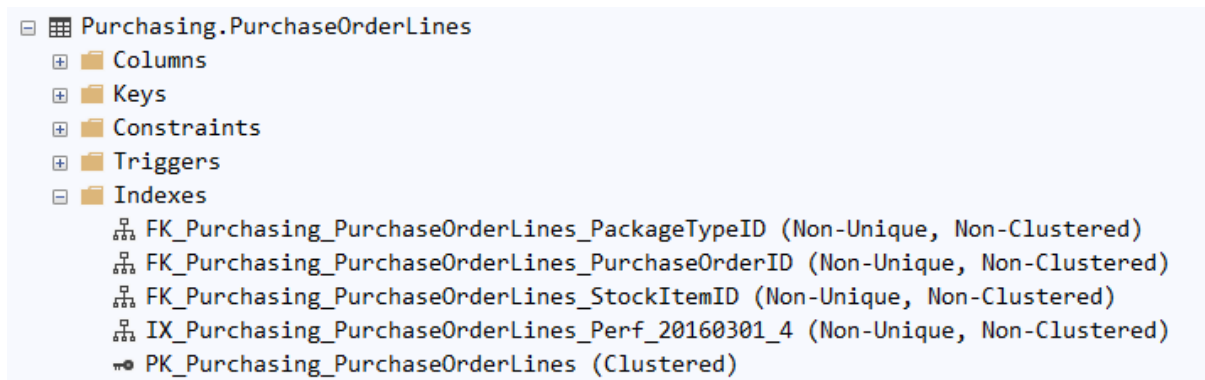 Purchasing.PurchaseOrderLines
Columns
Keys
Constraints
Triggers
Indexes
FK_Purchasing_PurchaseOrderLines_PackageTypeID (Non-Unique, Non-Clustered)
FK_Purchasing_PurchaseOrderLines_PurchaseOrderID (Non-Unique, Non-Clustered)
FK_Purchasing_PurchaseOrderLines_StockItemID (Non-Unique, Non-Clustered)
IX_Purchasing_PurchaseOrderLines_Perf_20160301_4 (Non-Unique, Non-Clustered)
PK_Purchasing_PurchaseOrderLines (Clustered)